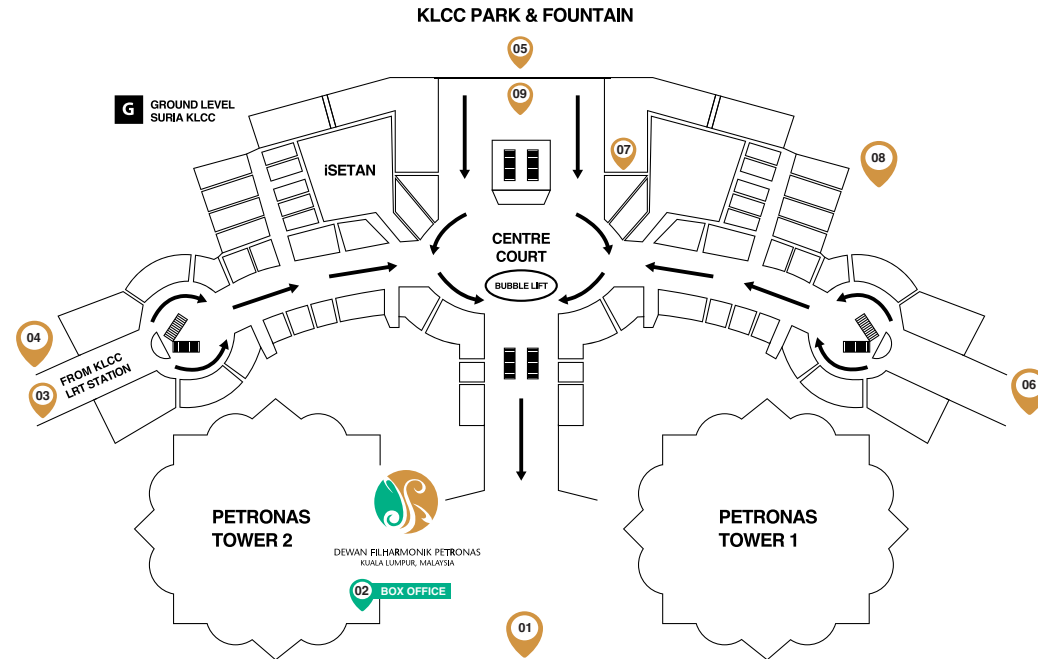 KLCC PARK & FOUNTAIN
05
09
G
GROUND LEVEL
SURIA KLCC
07
iSETAN
08
CENTRE
COURT
BUBBLE LIFT
04
FROM KLCC
LRT STATION
03
06
PETRONAS
TOWER 2
PETRONAS
TOWER 1
DEWAN FILHARMONIK PETRONAS
KUALA LUMPUR, MALAYSIA
02 BOX OFFICE
01